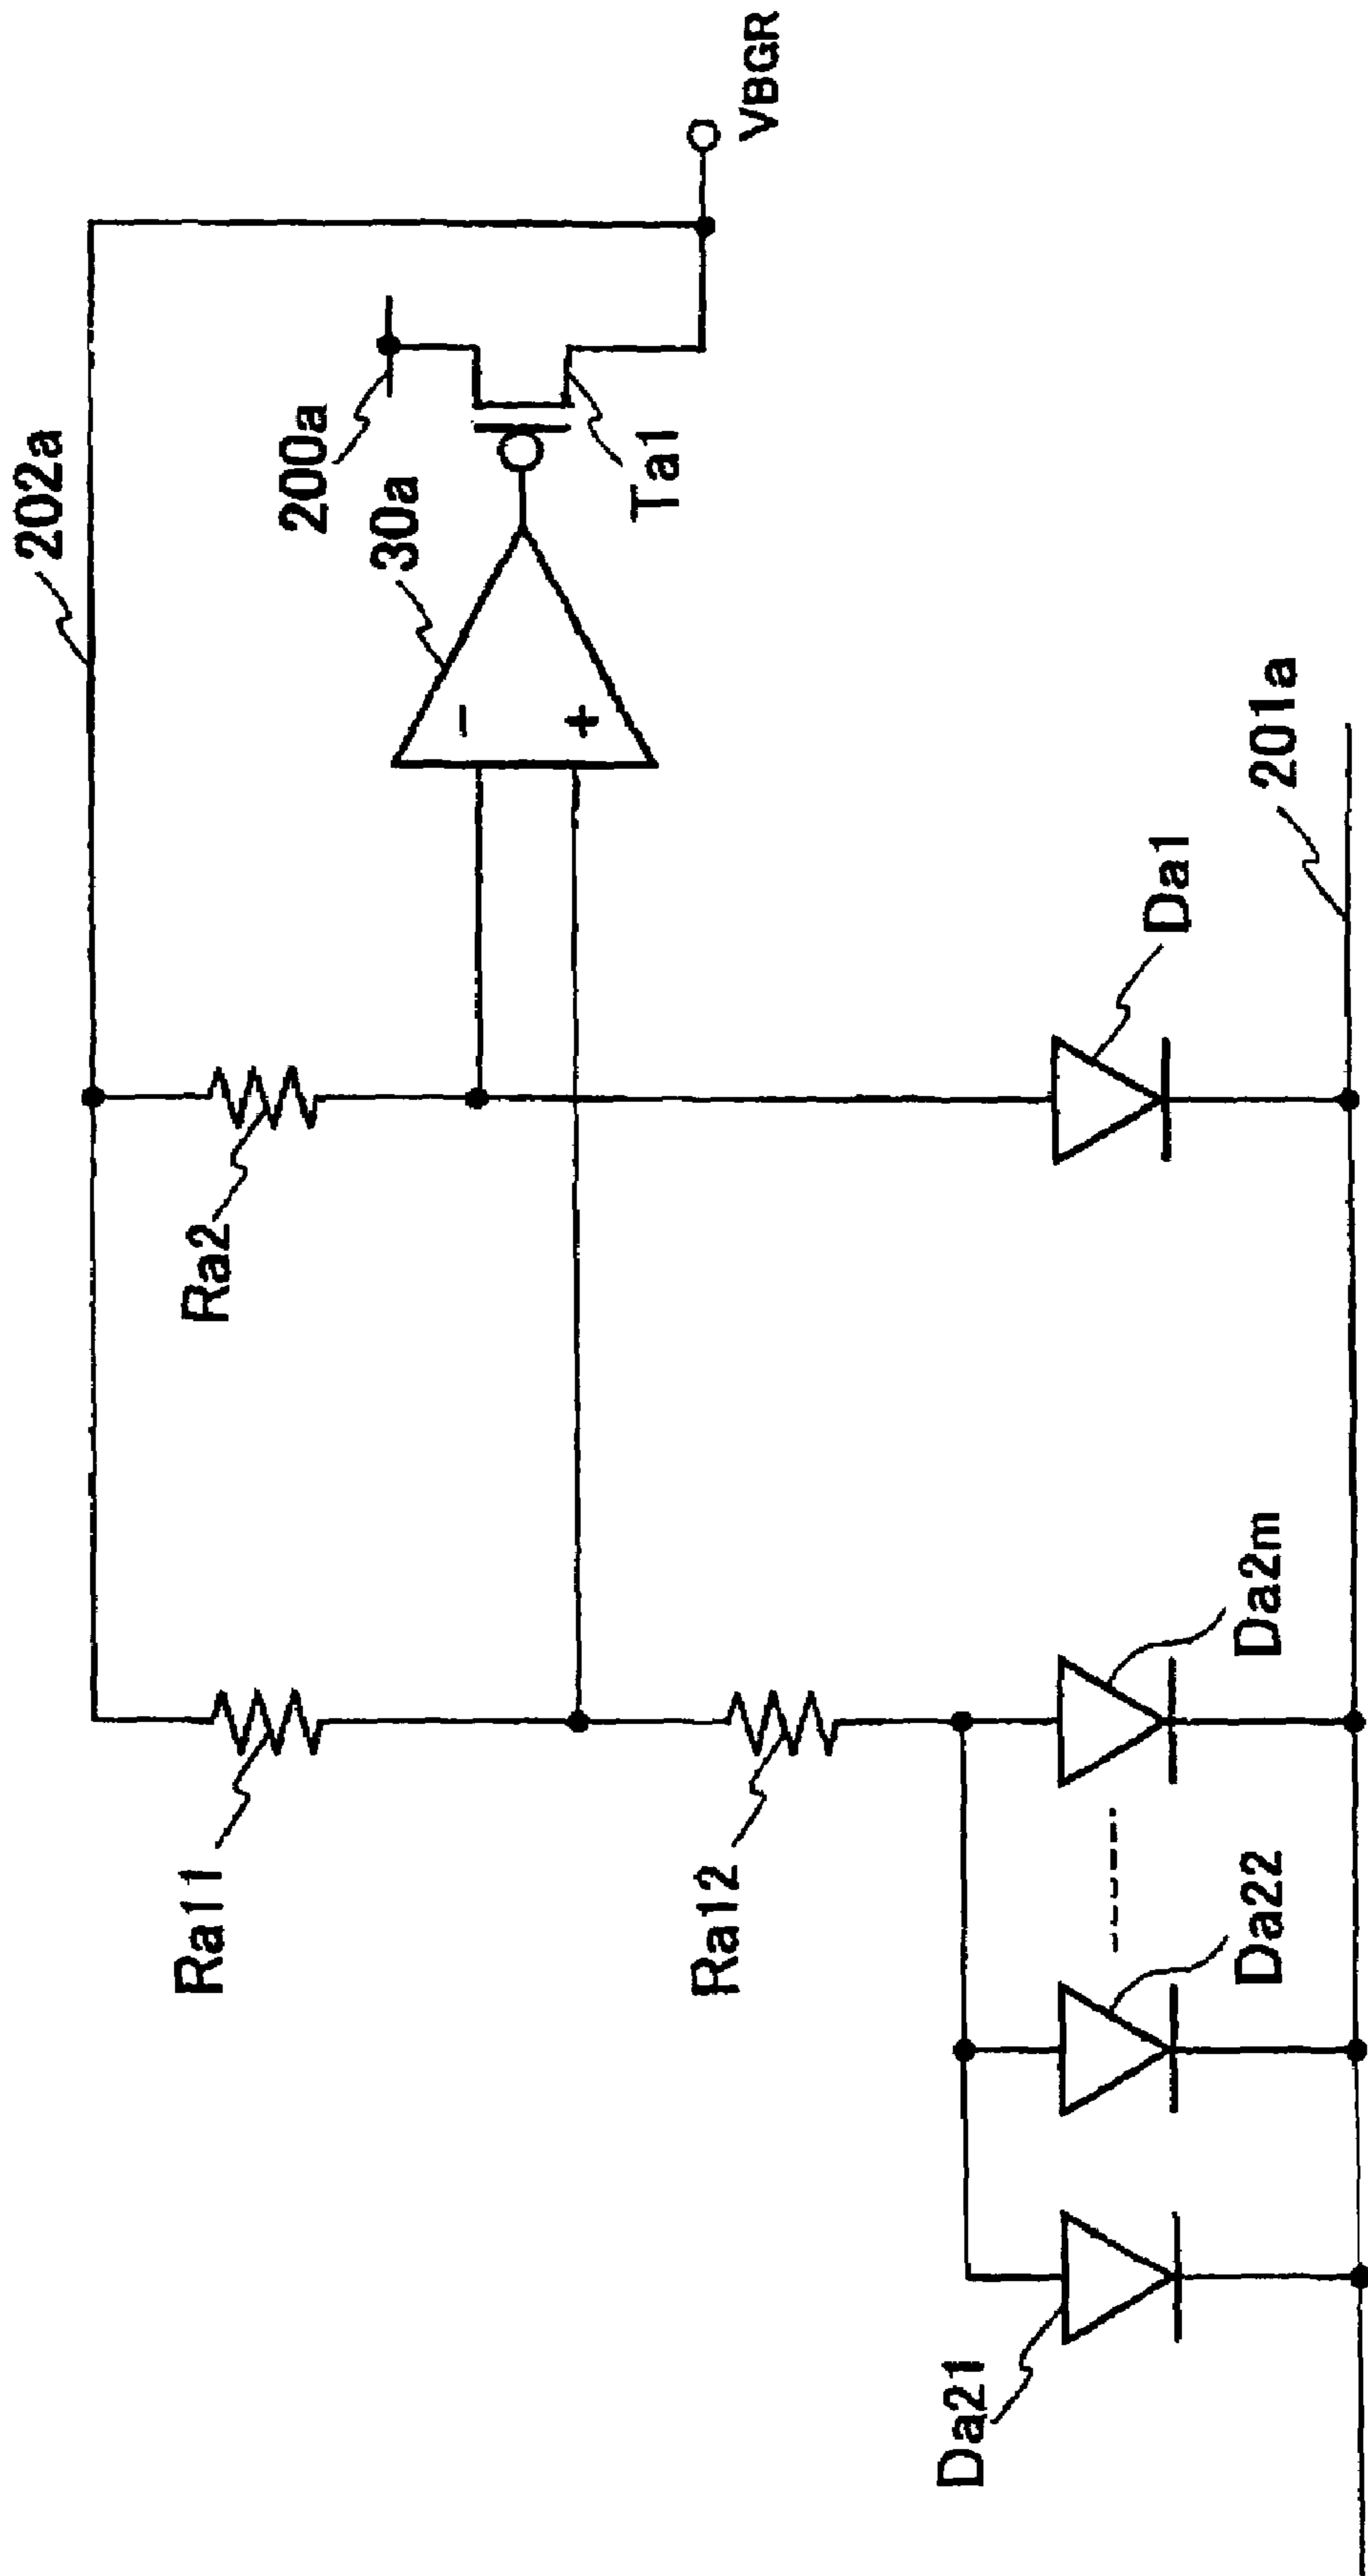 202a
200a
30a
Ta1
VBGR
Ra2
Ra11
Ra12
-
+
Da1
201a
Da21
Da22
Da2m